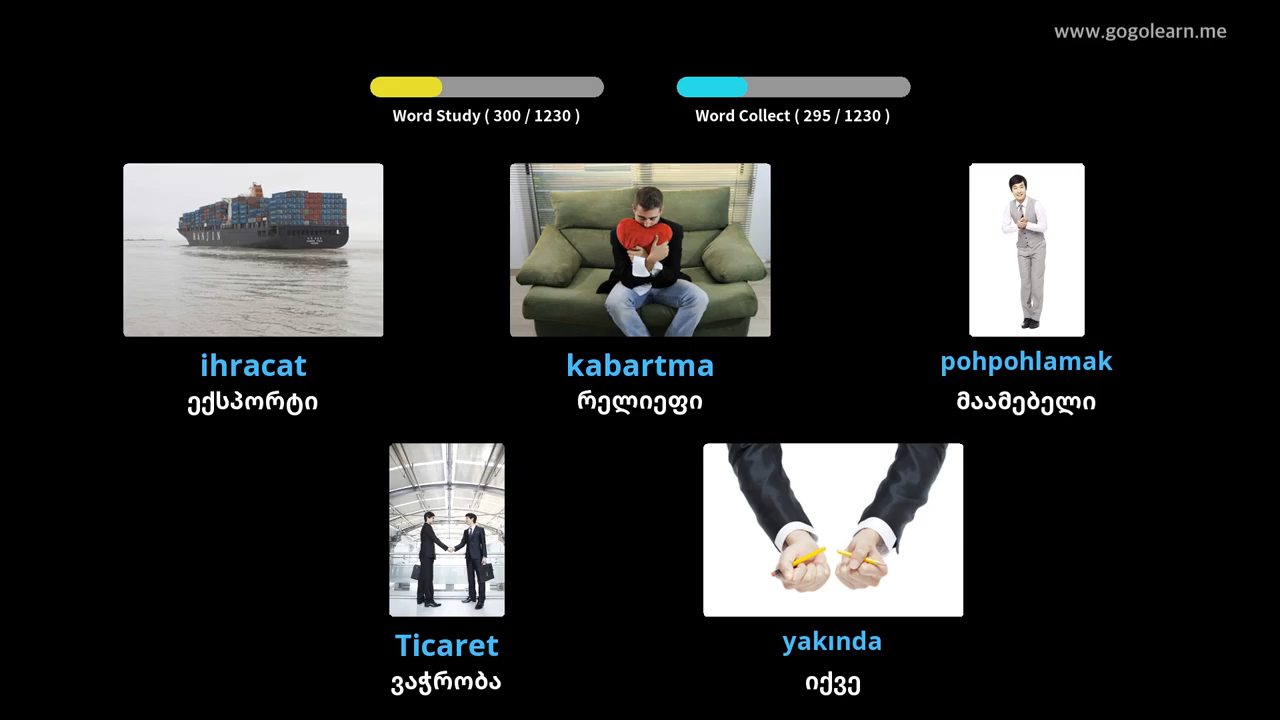 www.gogolearn.me
Word Study ( 300 / 1230 )
Word Collect ( 295 / 1230 )
HANJIN
ihracat
ექსპორტი
kabartma
რელიეფი
pohpohlamak
მაამებელი
Ticaret
ვაჭრობა
yakında
იქვე